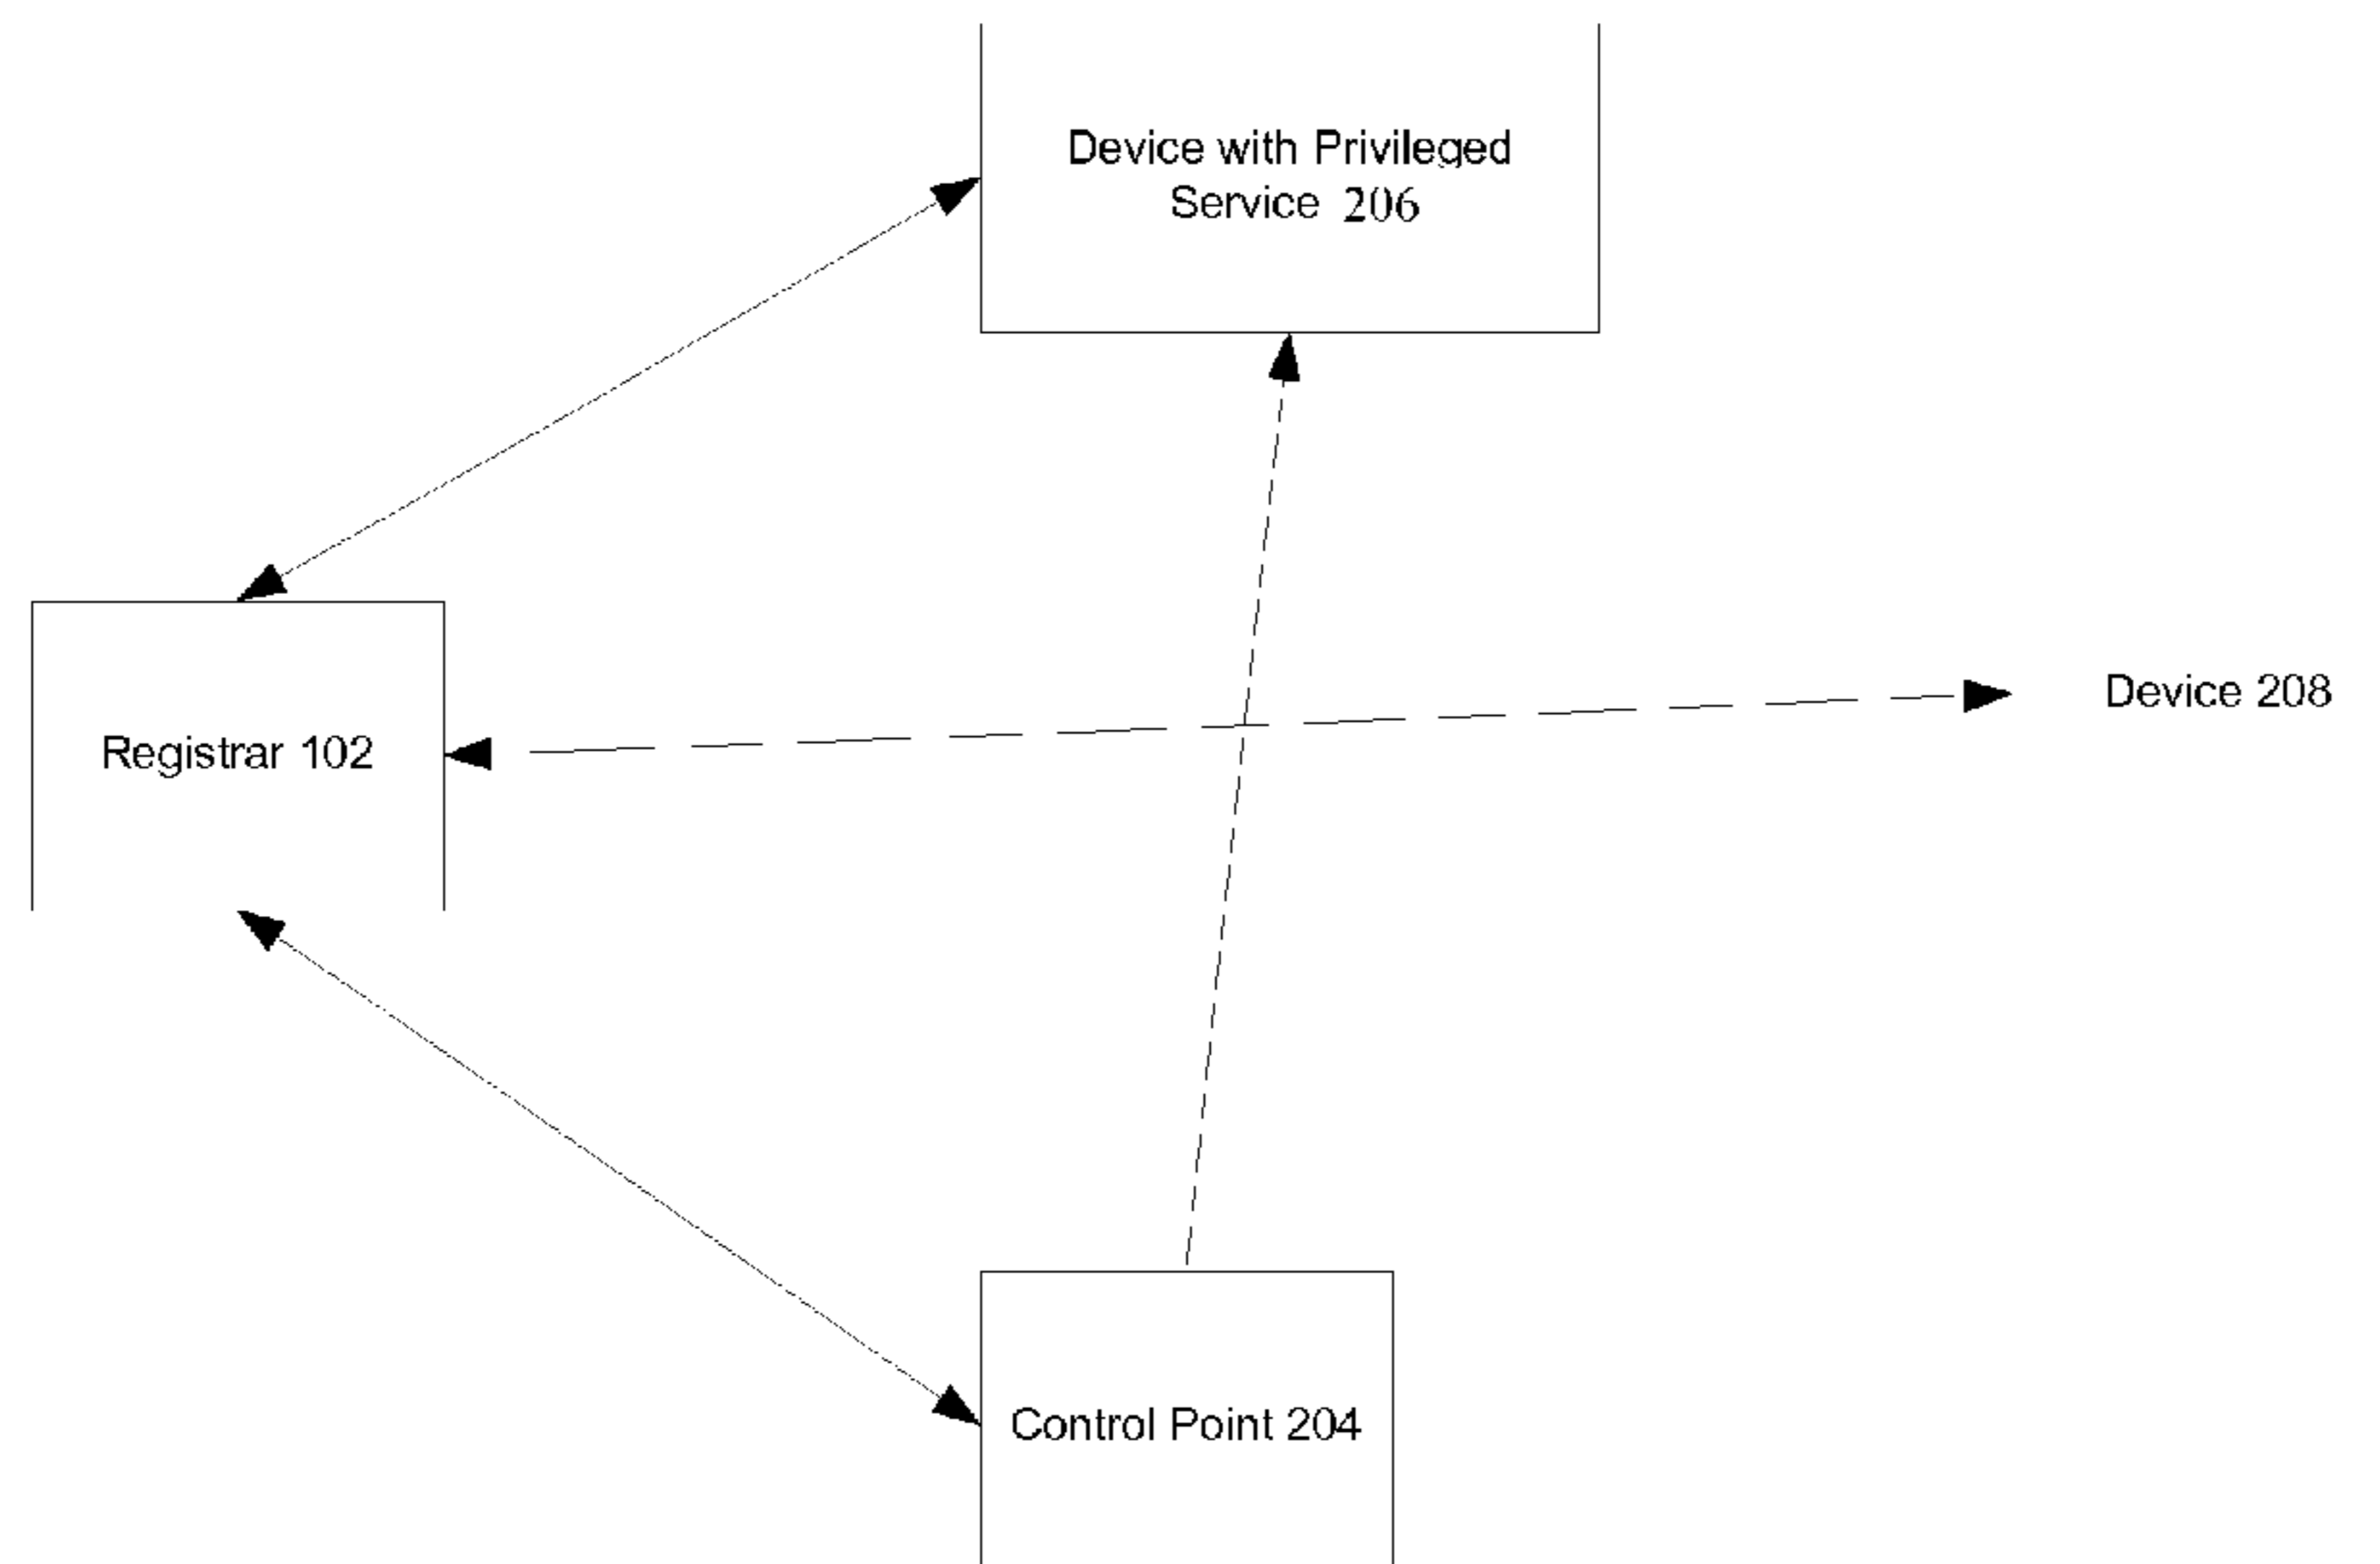 Device with Privileged
Service 206
Device 208
Registrar 102
Control Point 204